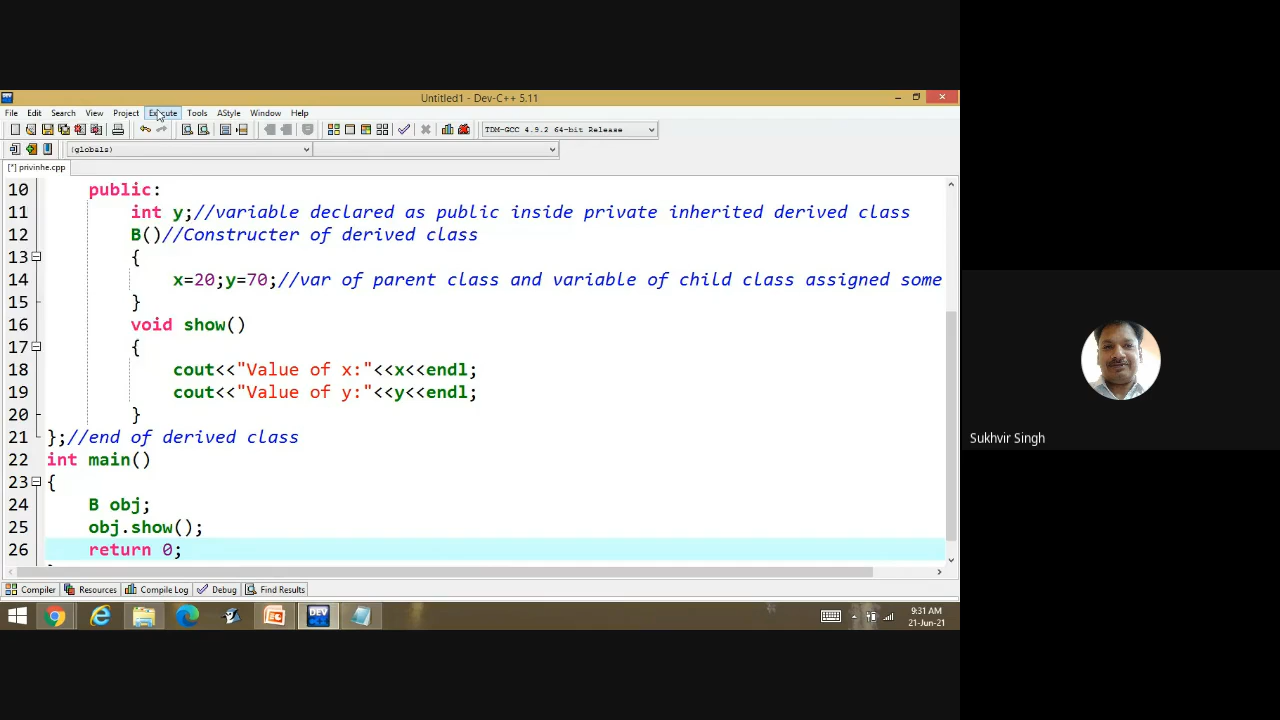 Untitled1 - Dev-C++ 5.11
File Edit Search View Project Execute Tools AStyle Window Help
TDM-GCC 4.9.2 64-bit Release
(globals)
[*] privinhe.cpp
10 public:
11 int y;//variable declared as public inside private inherited derived class
12 B()//Constructer of derived class
13 {
14 x=20;y=70;//var of parent class and variable of child class assigned some
15 }
16 void show()
17 {
18 cout<<"Value of x:"<<x<<endl;
19 cout<<"Value of y:"<<y<<endl;
20 }
21 };//end of derived class
22 int main()
23 {
24 B obj;
25 obj.show();
26 return 0;
Compiler Resources Compile Log Debug Find Results
DEV
9:31 AM
21-Jun-21
Sukhvir Singh